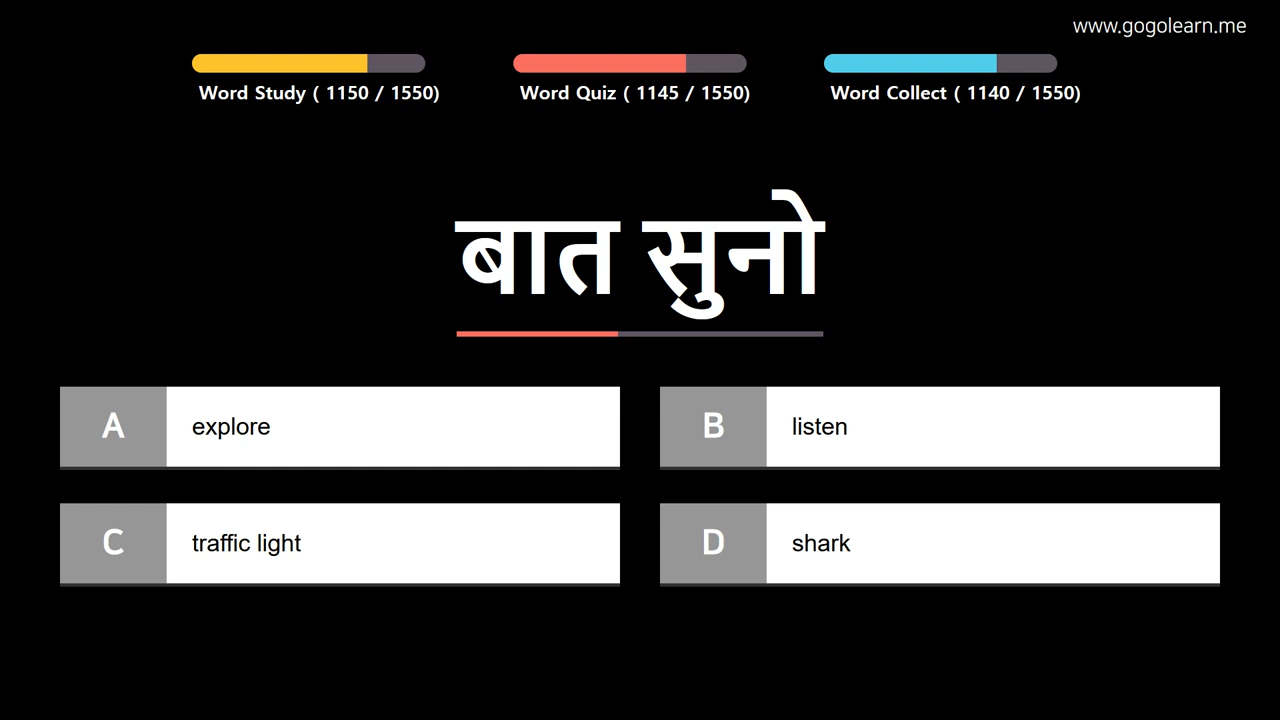 www.gogolearn.me
Word Study ( 1150 / 1550)
Word Quiz ( 1145 / 1550)
Word Collect ( 1140 / 1550)
बात सुनो
A explore
B listen
C traffic light
D shark